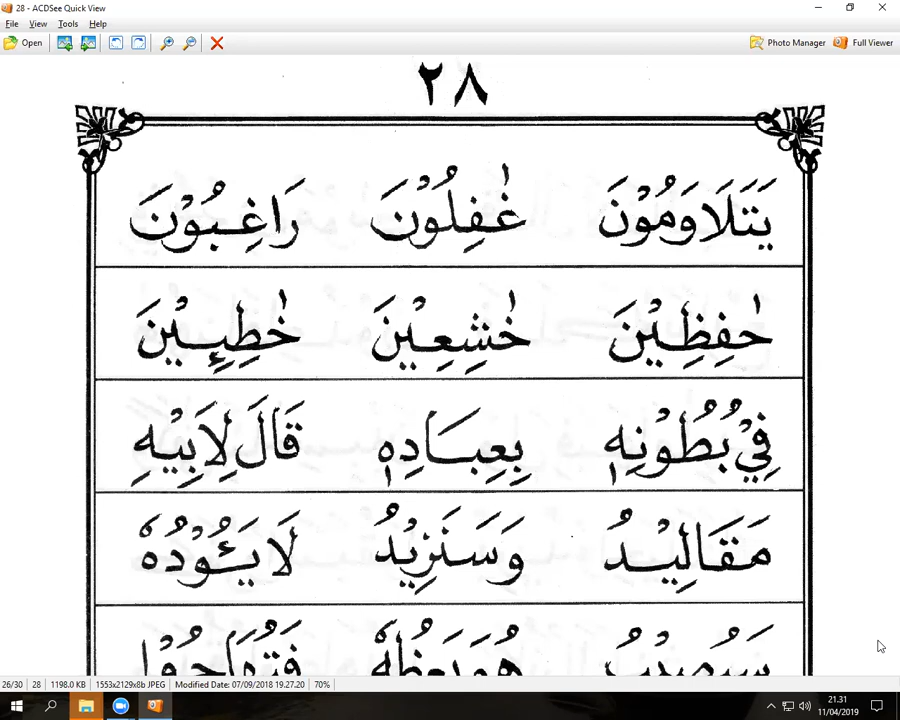 28 - ACDSee Quick View
File View Tools Help
Open Photo Manager Full Viewer
٢٨
يَتَلَاوَمُوْنَ غٰفِلُوْنَ رَاغِبُوْنَ
حٰفِظِيْنَ خٰشِعِيْنَ خٰطِـِٕيْنَ
فِيْ بُطُوْنِهٖ بِعِبَادِهٖ قَالَ لِاَبِيْهِ
مَقَالِيْدُ وَسَنَزِيْدُ لَا يَـُٔوْدُهٗ
سَيُصِيْبُ هُوَ يَعِظُهٗ
26/30 28 1198.0 KB 1553x2129x8b JPEG Modified Date: 07/09/2018 19.27.20 70%
21.31
11/04/2019